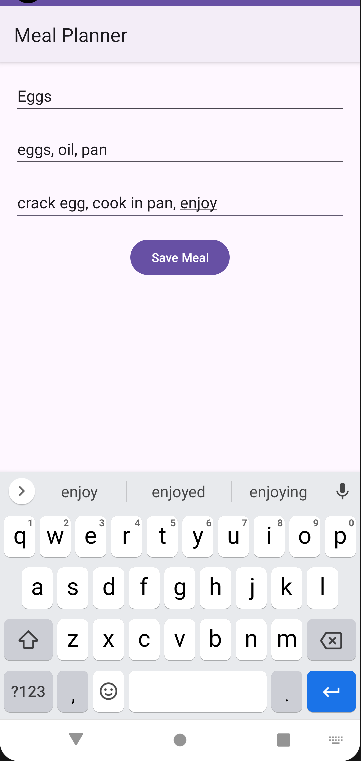 Meal Planner
Eggs
eggs, oil, pan
crack egg, cook in pan, enjoy
Save Meal
enjoy enjoyed enjoying
1 2 3 4 5 6 7 8 9 0
q w e r t y u i o p
a s d f g h j k l
z x c v b n m
?123 , .